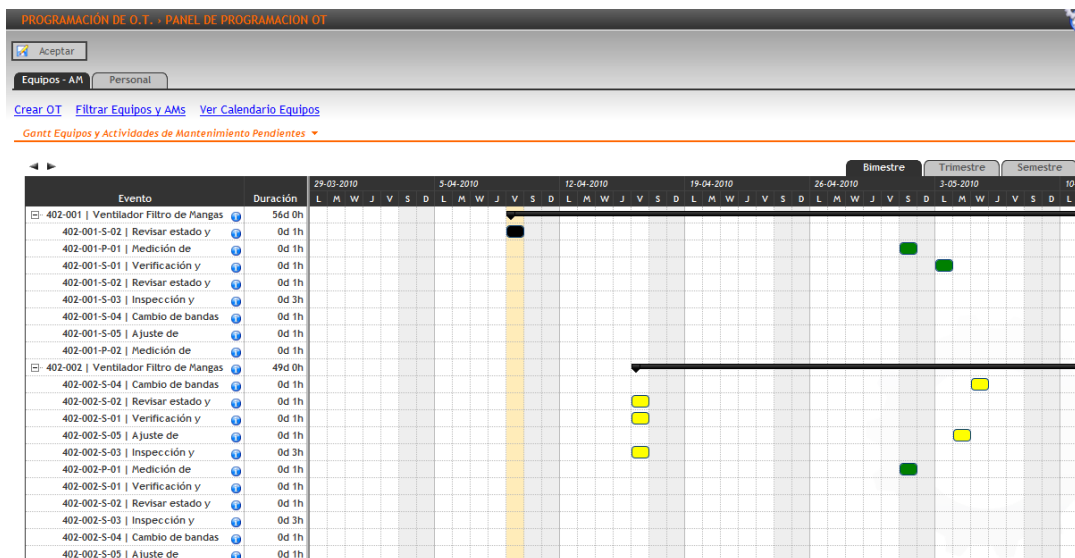 PROGRAMACIÓN DE O.T. › PANEL DE PROGRAMACION OT
Aceptar
Equipos - AM Personal
Crear OT Filtrar Equipos y AMs Ver Calendario Equipos
Gantt Equipos y Actividades de Mantenimiento Pendientes
Bimestre Trimestre Semestre
29-03-2010 5-04-2010 12-04-2010 19-04-2010 26-04-2010 3-05-2010 10
Evento Duración L M W J V S D L M W J V S D L M W J V S D L M W J V S D L M W J V S D L M W J V S D L
402-001 | Ventilador Filtro de Mangas 56d 0h
402-001-S-02 | Revisar estado y 0d 1h
402-001-P-01 | Medición de 0d 1h
402-001-S-01 | Verificación y 0d 1h
402-001-S-02 | Revisar estado y 0d 1h
402-001-S-03 | Inspección y 0d 3h
402-001-S-04 | Cambio de bandas 0d 1h
402-001-S-05 | Ajuste de 0d 1h
402-001-P-02 | Medición de 0d 1h
402-002 | Ventilador Filtro de Mangas 49d 0h
402-002-S-04 | Cambio de bandas 0d 1h
402-002-S-02 | Revisar estado y 0d 1h
402-002-S-01 | Verificación y 0d 1h
402-002-S-05 | Ajuste de 0d 1h
402-002-S-03 | Inspección y 0d 3h
402-002-P-01 | Medición de 0d 1h
402-002-S-01 | Verificación y 0d 1h
402-002-S-02 | Revisar estado y 0d 1h
402-002-S-03 | Inspección y 0d 3h
402-002-S-04 | Cambio de bandas 0d 1h
402-002-S-05 | Ajuste de 0d 1h